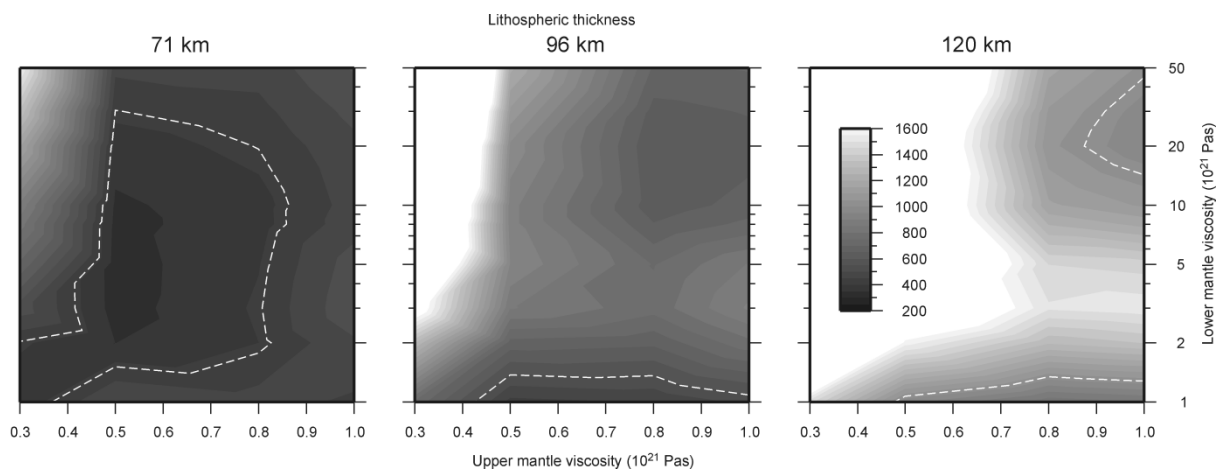 Lithospheric thickness
71 km 96 km 120 km
50
1600
1400
20
1200
1000
10
800
600
5
400
200
2
1
Lower mantle viscosity (10²¹ Pas)
0.3 0.4 0.5 0.6 0.7 0.8 0.9 1.0 0.3 0.4 0.5 0.6 0.7 0.8 0.9 1.0 0.3 0.4 0.5 0.6 0.7 0.8 0.9 1.0
Upper mantle viscosity (10²¹ Pas)